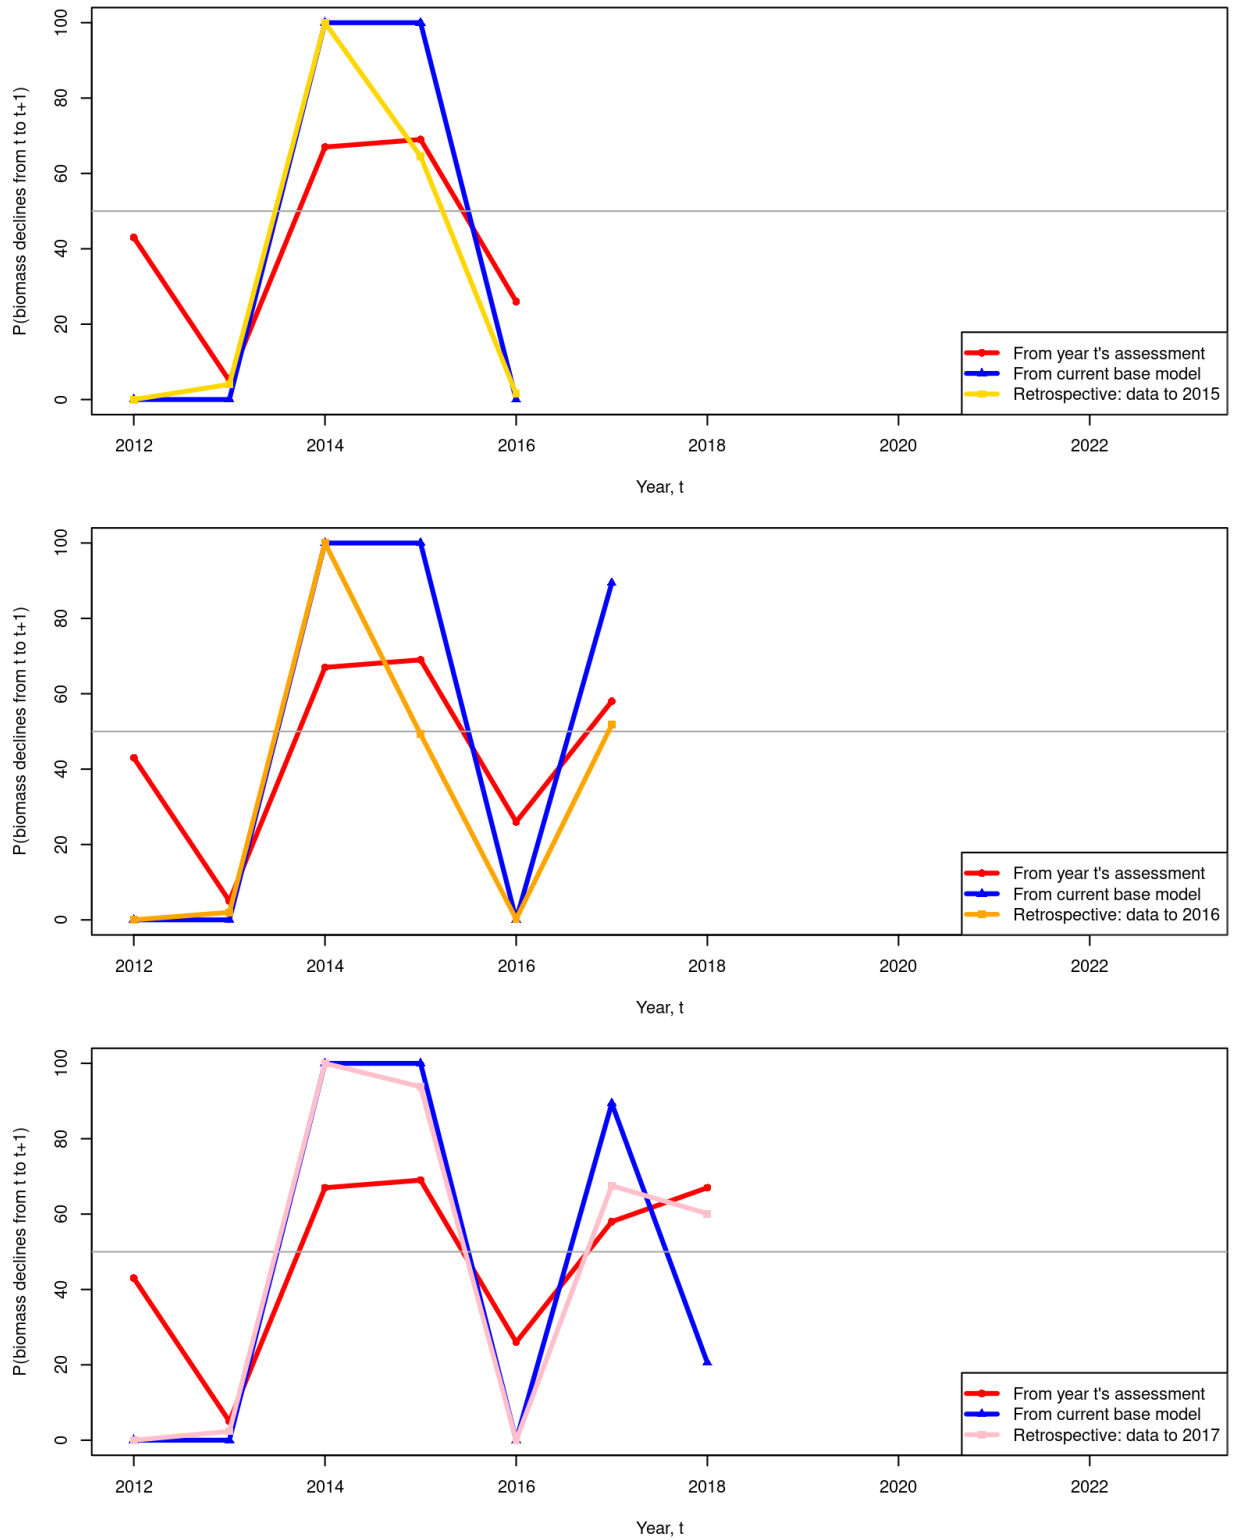 P(biomass declines from t to t+1)
100
80
60
40
20
0
From year t's assessment
From current base model
Retrospective: data to 2015
2012 2014 2016 2018 2020 2022
Year, t
P(biomass declines from t to t+1)
100
80
60
40
20
0
From year t's assessment
From current base model
Retrospective: data to 2016
2012 2014 2016 2018 2020 2022
Year, t
P(biomass declines from t to t+1)
100
80
60
40
20
0
From year t's assessment
From current base model
Retrospective: data to 2017
2012 2014 2016 2018 2020 2022
Year, t